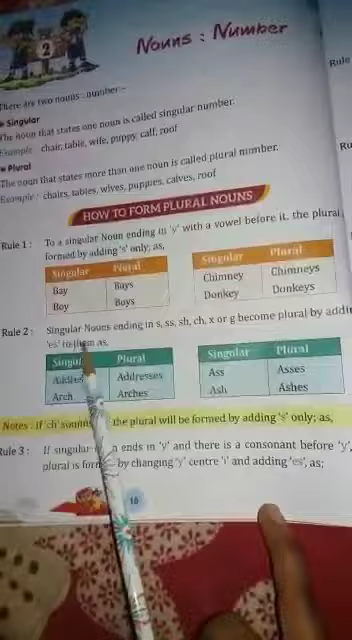 2
Nouns : Number
There are two nouns : number :-
Singular
The noun that states one noun is called singular number.
Example : chair, table, wife, puppy, calf, roof
Plural
The noun that states more than one noun is called plural number.
Example : chairs, tables, wives, puppies, calves, roof
HOW TO FORM PLURAL NOUNS
Rule 1 : To a singular Noun ending in 'y' with a vowel before it, the plural
formed by adding 's' only; as,
Singular Plural
Bay Bays
Boy Boys
Singular Plural
Chimney Chimneys
Donkey Donkeys
Rule 2 : Singular Nouns ending in s, ss, sh, ch, x or g become plural by
'es' to them as,
Plural
Addresses
Arch Arches
Singular Plural
Ass Asses
Ash Ashes
Notes : if 'ch' the plural will be formed by adding 's' only; as,
Rule 3 : If singular ends in 'y' and there is a consonant before 'y',
plural is by changing 'y' centre 'i' and adding 'es', as;
16
Rule